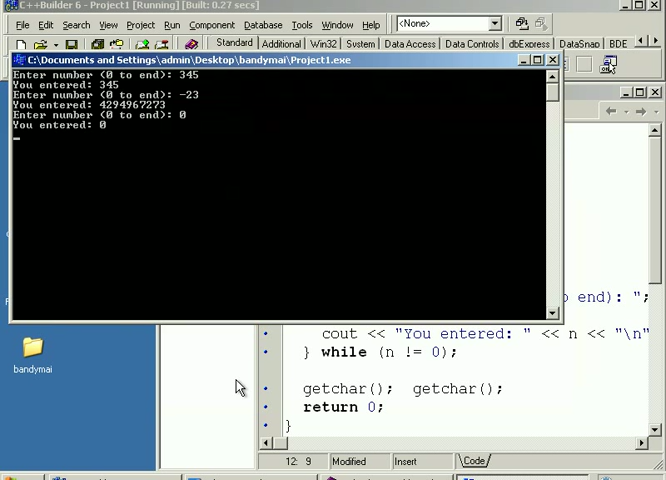 C++Builder 6 - Project1 [Running] [Built: 0.27 secs]
File Edit Search View Project Run Component Database Tools Window Help <None>
Standard Additional Win32 System Data Access Data Controls dbExpress DataSnap BDE
C:\Documents and Settings\admin\Desktop\bandymai\Project1.exe
Enter number (0 to end): 345
You entered: 345
Enter number (0 to end): -23
You entered: 4294967273
Enter number (0 to end): 0
You entered: 0
o end): ";
cout << "You entered: " << n << "\n"
} while (n != 0);
getchar(); getchar();
return 0;
}
bandymai
12: 9 Modified Insert Code